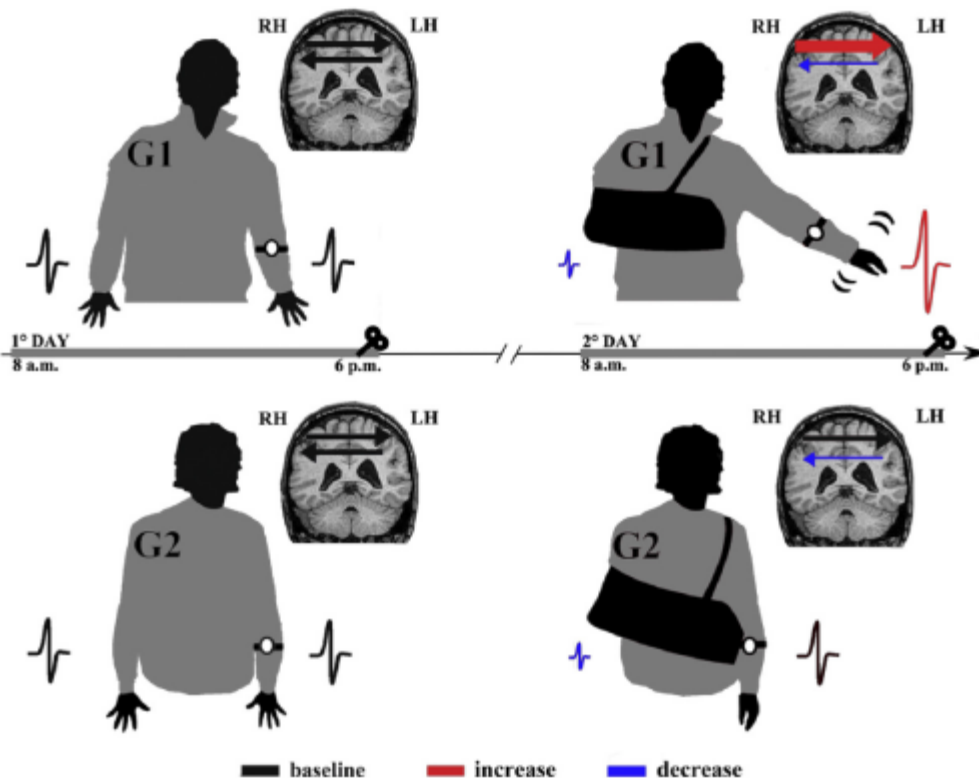 RH LH
RH LH
G1
G1
1° DAY
2° DAY
8 a.m.
6 p.m.
8 a.m.
6 p.m.
RH LH
RH LH
G2
G2
baseline increase decrease